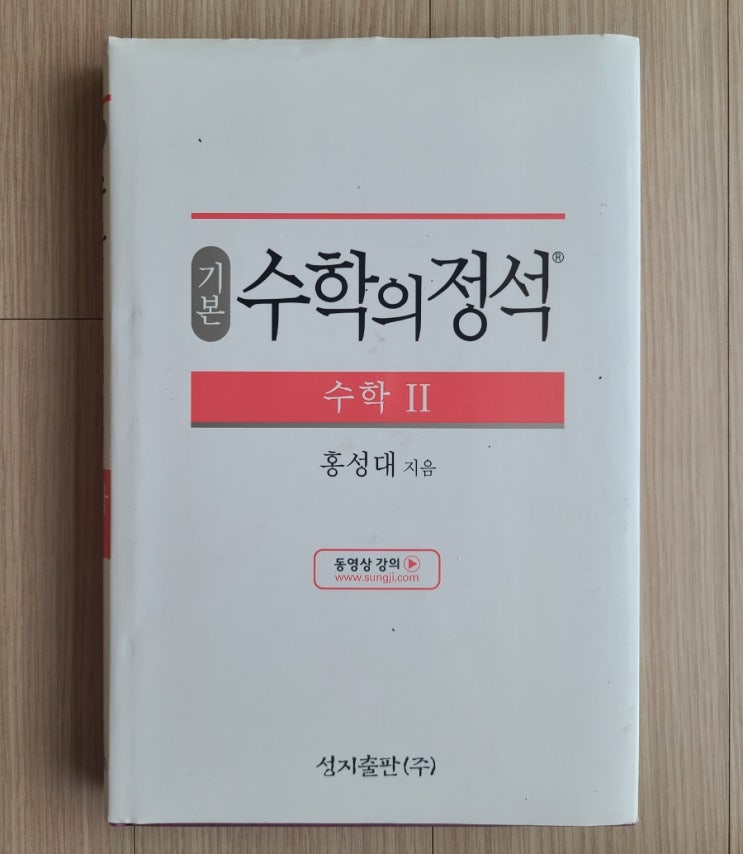 기본 수학의 정석®
수학 II
홍성대 지음
동영상 강의
www.sungji.com
성지출판(주)